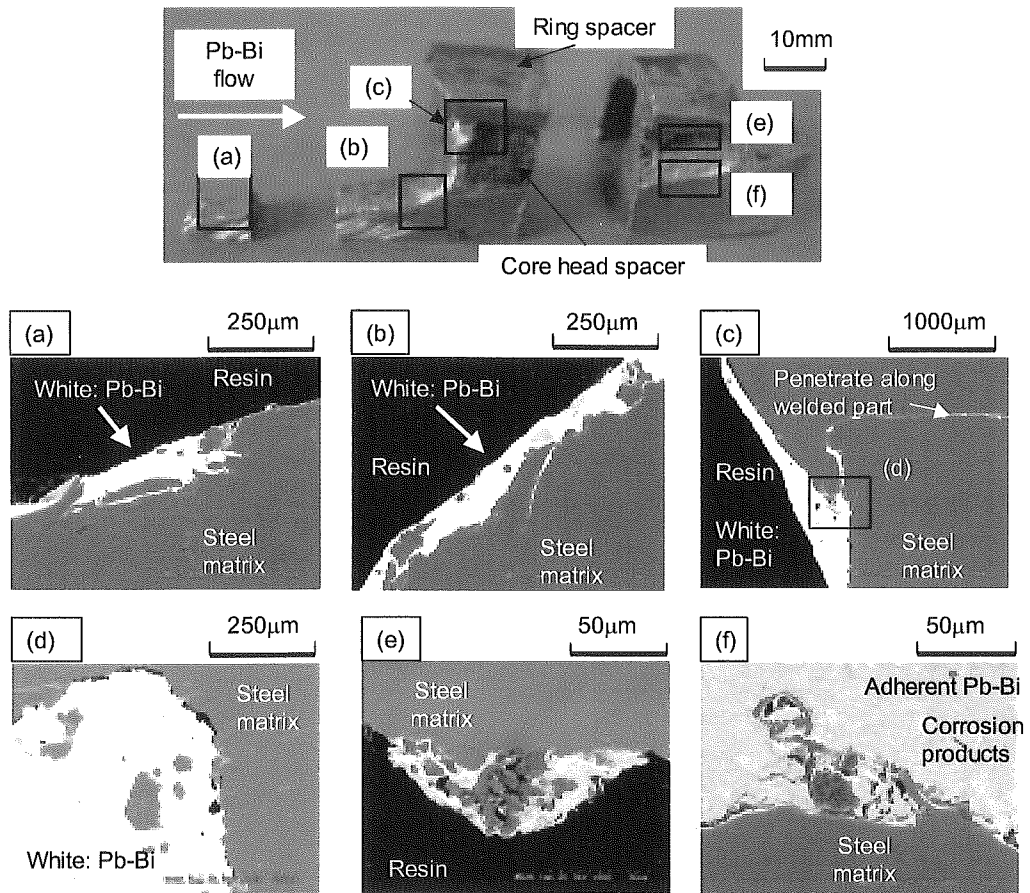 Ring spacer
10mm
Pb-Bi
flow
(c)
(a)
(b)
(e)
(f)
Core head spacer
(a)
250μm
White: Pb-Bi
Resin
Steel
matrix
(b)
250μm
White: Pb-Bi
Resin
Steel
matrix
(c)
1000μm
Penetrate along
welded part
Resin
(d)
White:
Pb-Bi
Steel
matrix
(d)
250μm
Steel
matrix
White: Pb-Bi
(e)
50μm
Steel
matrix
Resin
(f)
50μm
Adherent Pb-Bi
Corrosion
products
Steel
matrix